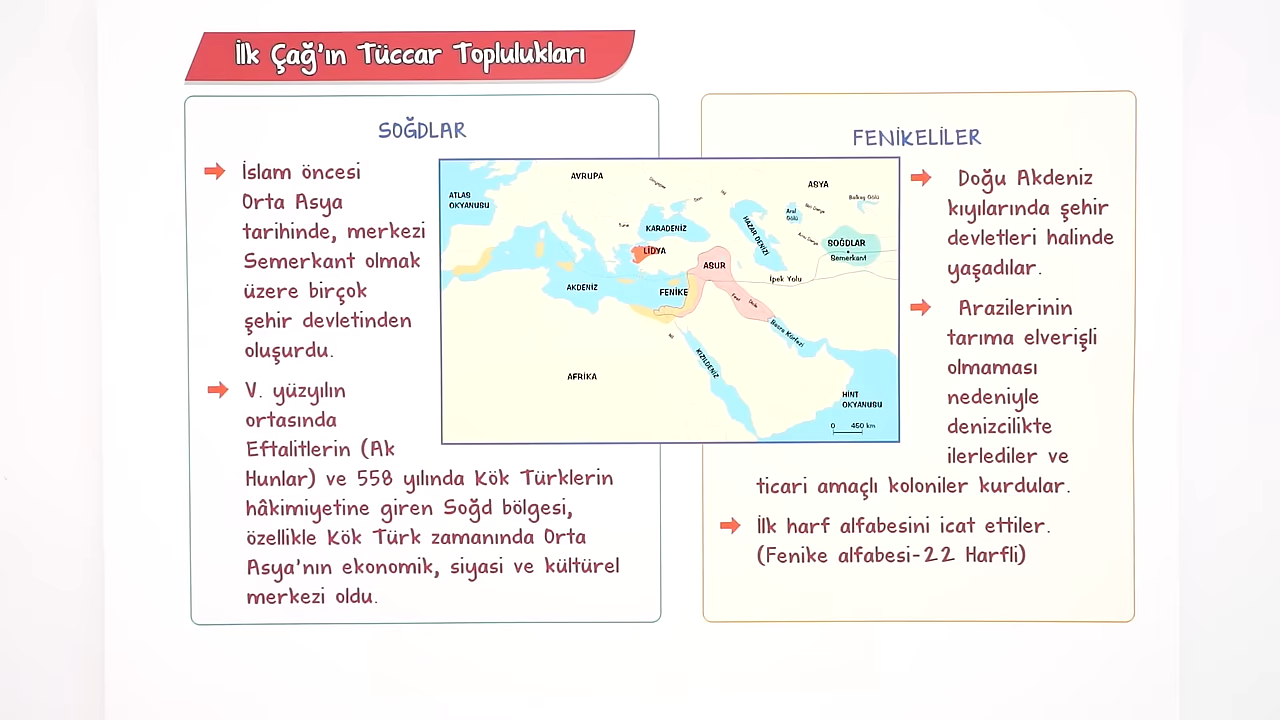 İlk Çağ'ın Tüccar Toplulukları
SOĞDLAR
İslam öncesi
Orta Asya
tarihinde, merkezi
Semerkant olmak
üzere birçok
şehir devletinden
oluşurdu.
V. yüzyılın
ortasında
Eftalitlerin (Ak
Hunlar) ve 558 yılında Kök Türklerin
hâkimiyetine giren Soğd bölgesi,
özellikle Kök Türk zamanında Orta
Asya'nın ekonomik, siyasi ve kültürel
merkezi oldu.
AVRUPA
ASYA
ATLAS
OKYANUSU
KARADENİZ
HAZAR DENİZİ
Aral
Gölü
Balkaş Gölü
SOĞDLAR
Semerkant
LİDYA
ASUR
İpek Yolu
AKDENİZ
FENİKE
Basra Körfezi
KIZILDENİZ
AFRİKA
HİNT
OKYANUSU
0 450 km
FENİKELİLER
Doğu Akdeniz
kıyılarında şehir
devletleri halinde
yaşadılar.
Arazilerinin
tarıma elverişli
olmaması
nedeniyle
denizcilikte
ilerlediler ve
ticari amaçlı koloniler kurdular.
İlk harf alfabesini icat ettiler.
(Fenike alfabesi-22 Harfli)